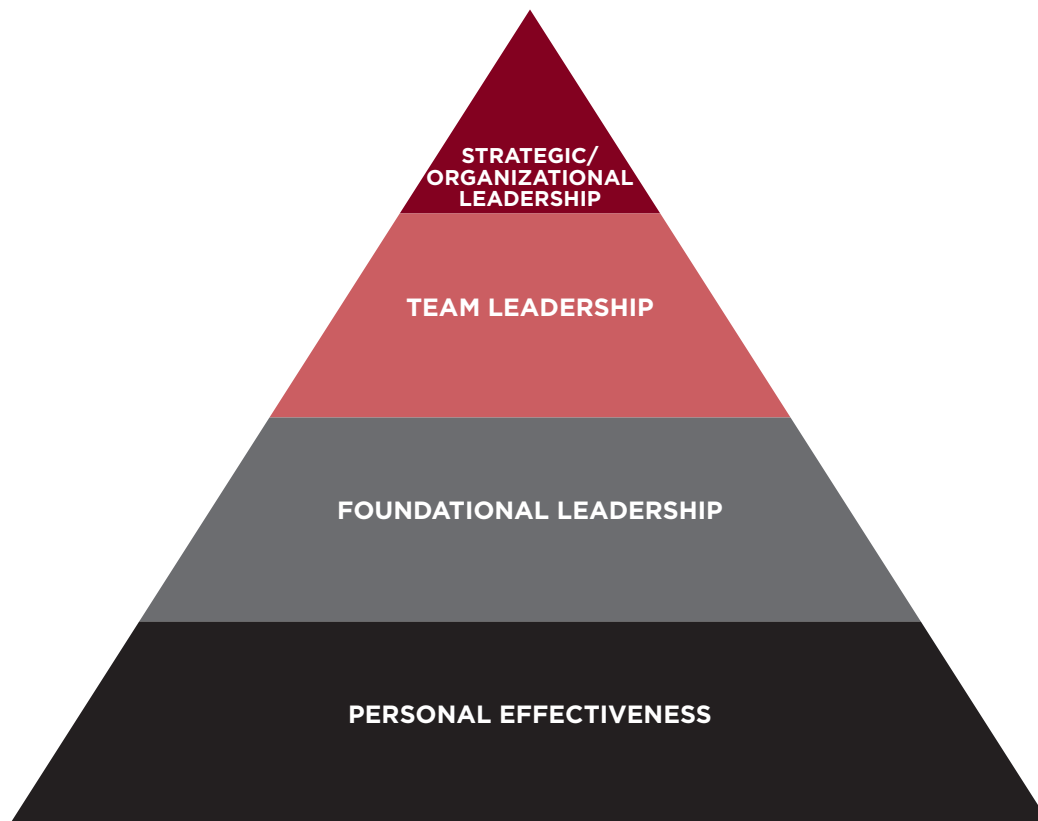 STRATEGIC/
ORGANIZATIONAL
LEADERSHIP
TEAM LEADERSHIP
FOUNDATIONAL LEADERSHIP
PERSONAL EFFECTIVENESS